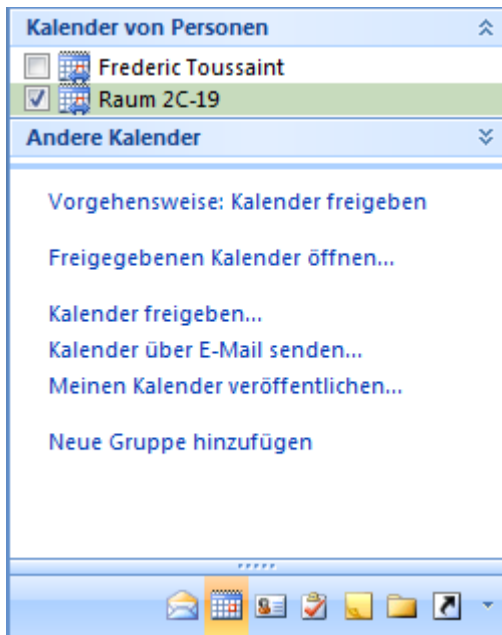 Kalender von Personen
Frederic Toussaint
Raum 2C-19
Andere Kalender
Vorgehensweise: Kalender freigeben
Freigegebenen Kalender öffnen...
Kalender freigeben...
Kalender über E-Mail senden...
Meinen Kalender veröffentlichen...
Neue Gruppe hinzufügen